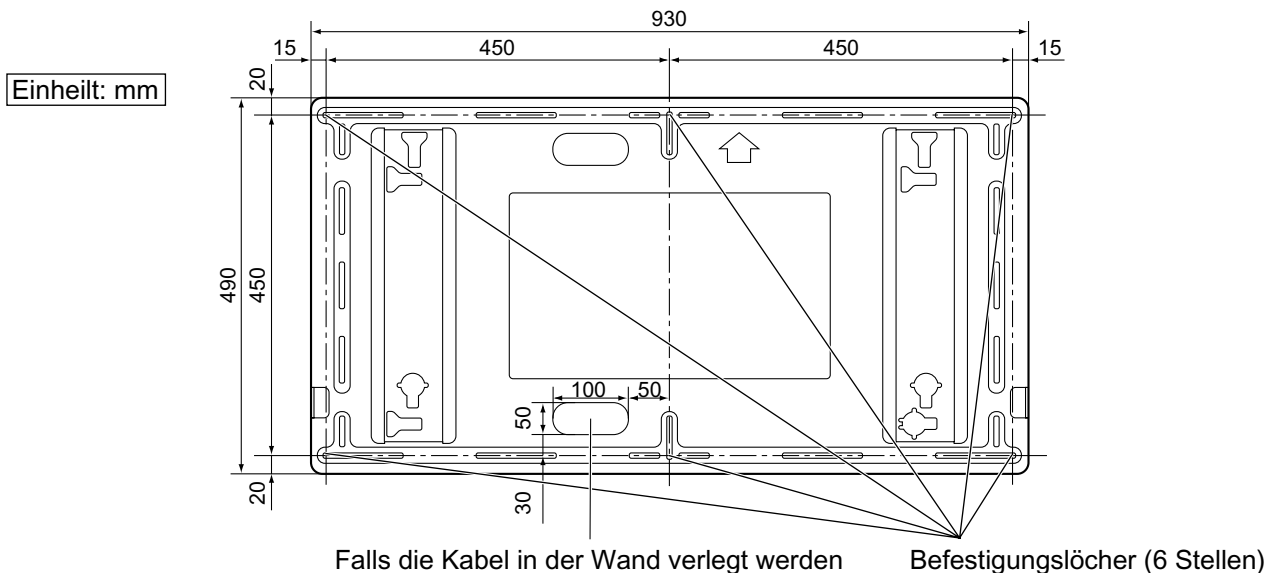 930
15 450 450 15
Einheilt: mm
20
490
450
100 50
50
20
30
Falls die Kabel in der Wand verlegt werden
Befestigungslöcher (6 Stellen)